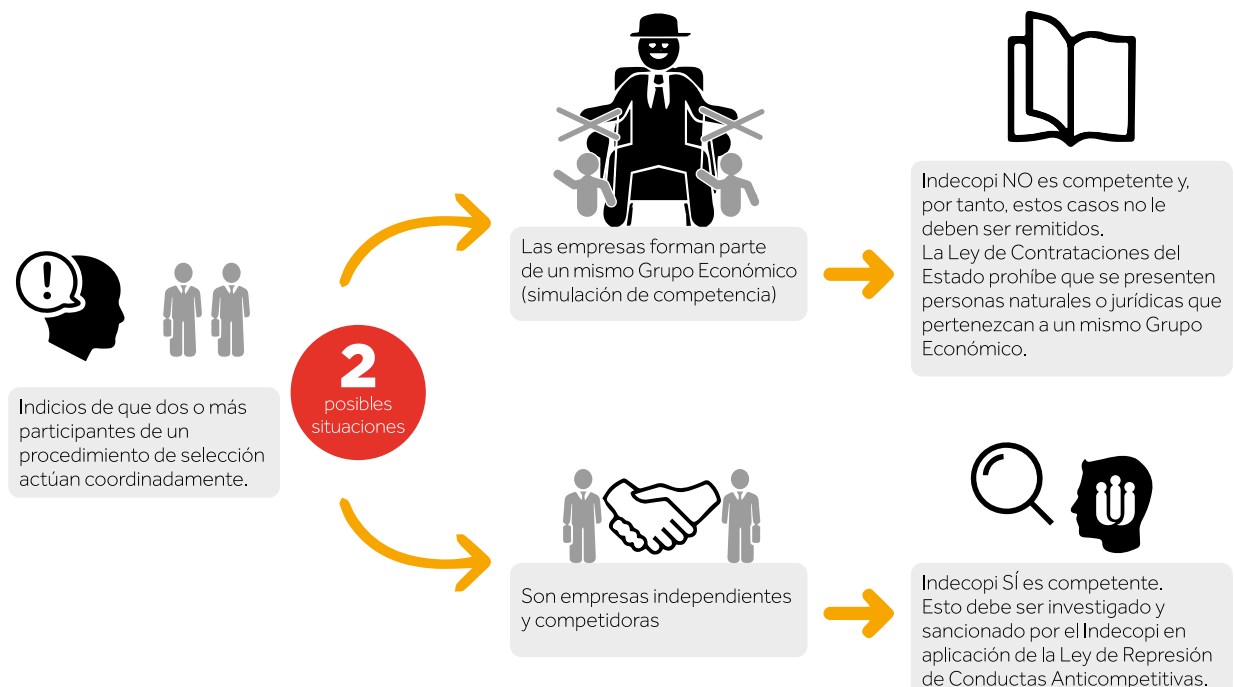 Indicios de que dos o más
participantes de un
procedimiento de selección
actúan coordinadamente.
2
posibles
situaciones
Las empresas forman parte
de un mismo Grupo Económico
(simulación de competencia)
Indecopi NO es competente y,
por tanto, estos casos no le
deben ser remitidos.
La Ley de Contrataciones del
Estado prohíbe que se presenten
personas naturales o jurídicas que
pertenezcan a un mismo Grupo
Económico.
Son empresas independientes
y competidoras
Indecopi SÍ es competente.
Esto debe ser investigado y
sancionado por el Indecopi en
aplicación de la Ley de Represión
de Conductas Anticompetitivas.